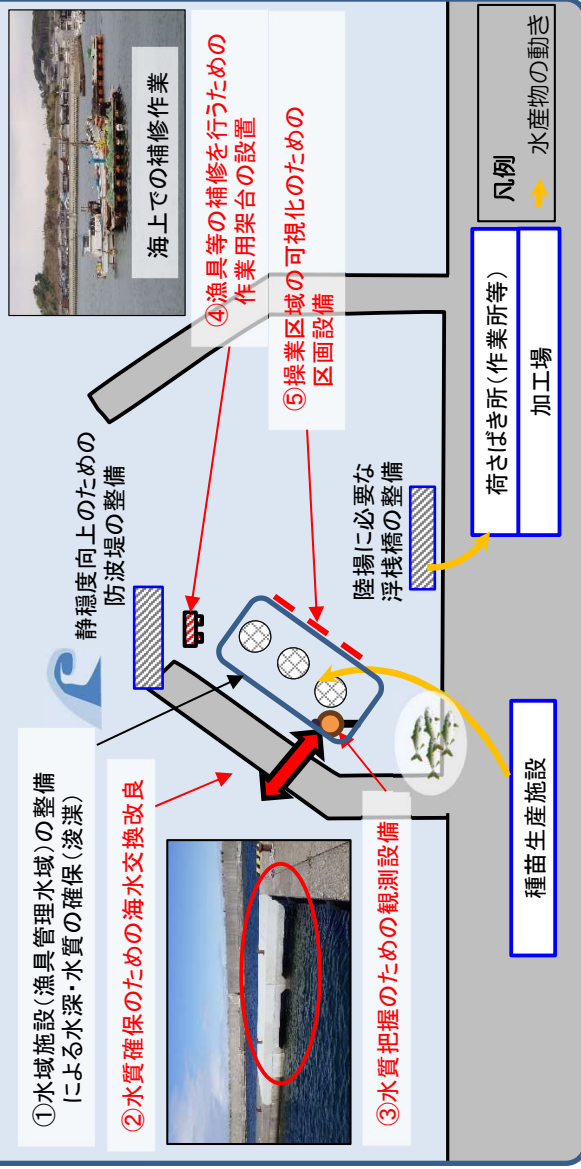 ①水域施設(漁具管理水域)の整備
による水深・水質の確保(浚渫)
②水質確保のための海水交換改良
③水質把握のための観測設備
静穏度向上のための
防波堤の整備
海上での補修作業
④漁具等の補修を行うための
作業用架台の設置
⑤操業区域の可視化のための
区画設備
陸揚に必要な
浮桟橋の整備
種苗生産施設
荷さばき所(作業所等)
加工場
凡例
水産物の動き